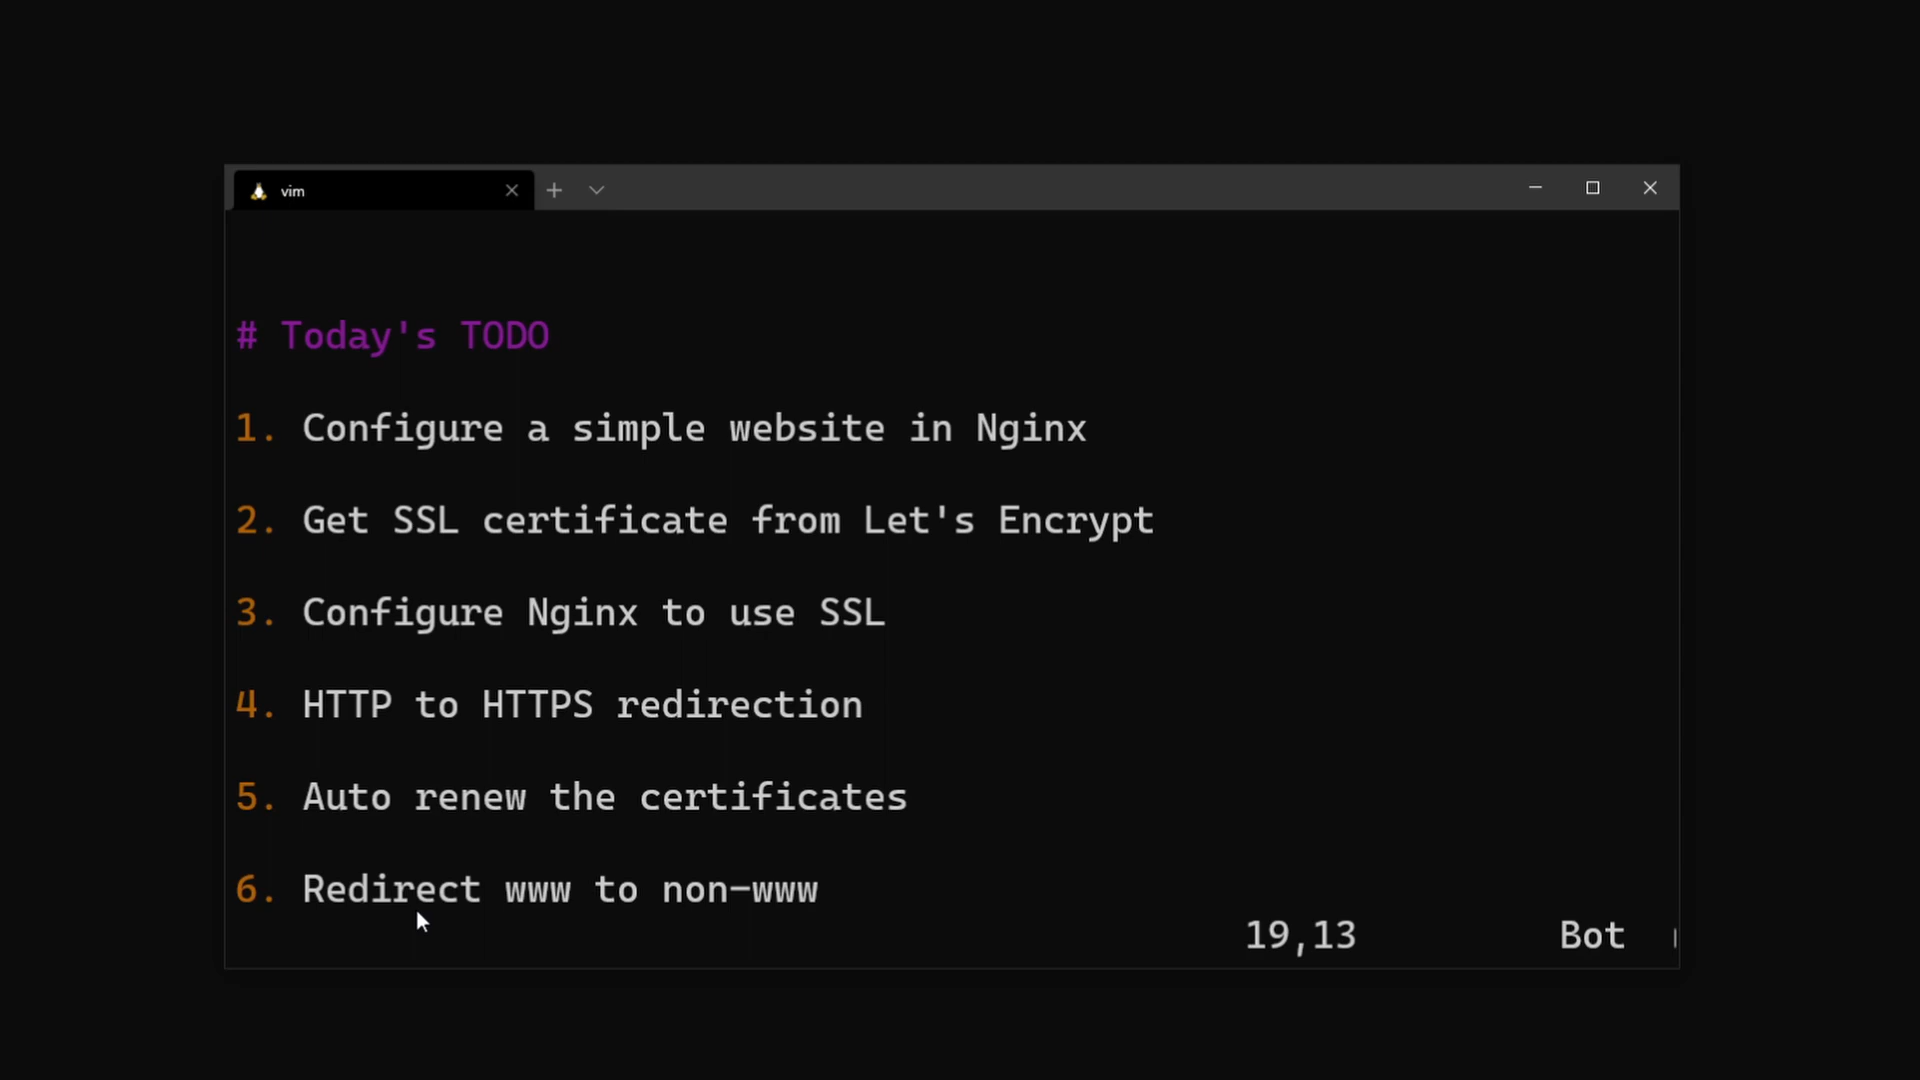 vim
# Today's TODO
1. Configure a simple website in Nginx
2. Get SSL certificate from Let's Encrypt
3. Configure Nginx to use SSL
4. HTTP to HTTPS redirection
5. Auto renew the certificates
6. Redirect www to non-www
19,13 Bot